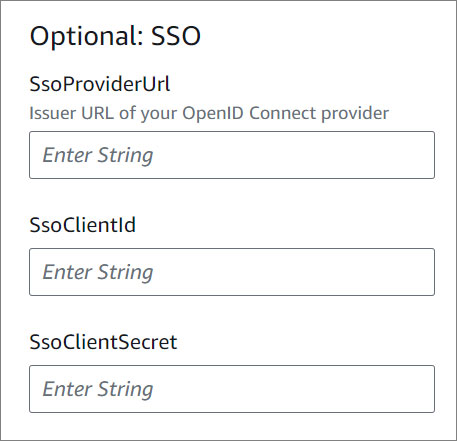 Optional: SSO
SsoProviderUrl
Issuer URL of your OpenID Connect provider
Enter String
SsoClientId
Enter String
SsoClientSecret
Enter String